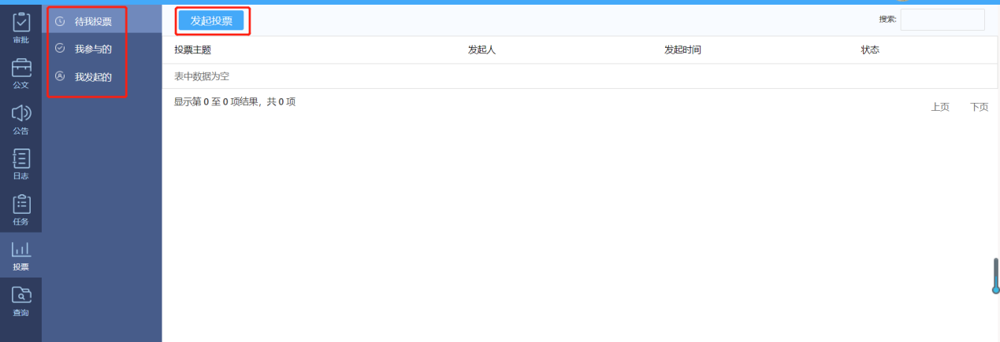 审批
公文
公告
日志
任务
投票
查询
待我投票
我参与的
我发起的
发起投票
搜索:
投票主题 发起人 发起时间 状态
表中数据为空
显示第 0 至 0 项结果，共 0 项
上页 下页